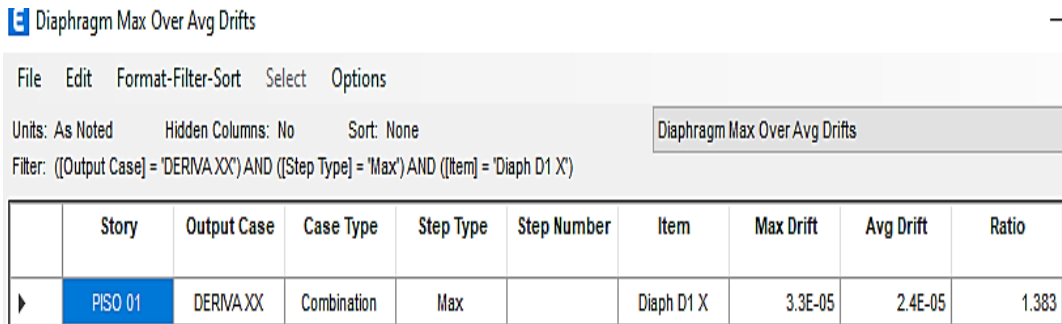 Diaphragm Max Over Avg Drifts
File Edit Format-Filter-Sort Select Options
Units: As Noted Hidden Columns: No Sort: None Diaphragm Max Over Avg Drifts
Filter: ([Output Case] = 'DERIVA XX') AND ([Step Type] = 'Max') AND ([Item] = 'Diaph D1 X')
Story Output Case Case Type Step Type Step Number Item Max Drift Avg Drift Ratio
PISO 01 DERIVA XX Combination Max Diaph D1 X 3.3E-05 2.4E-05 1.383